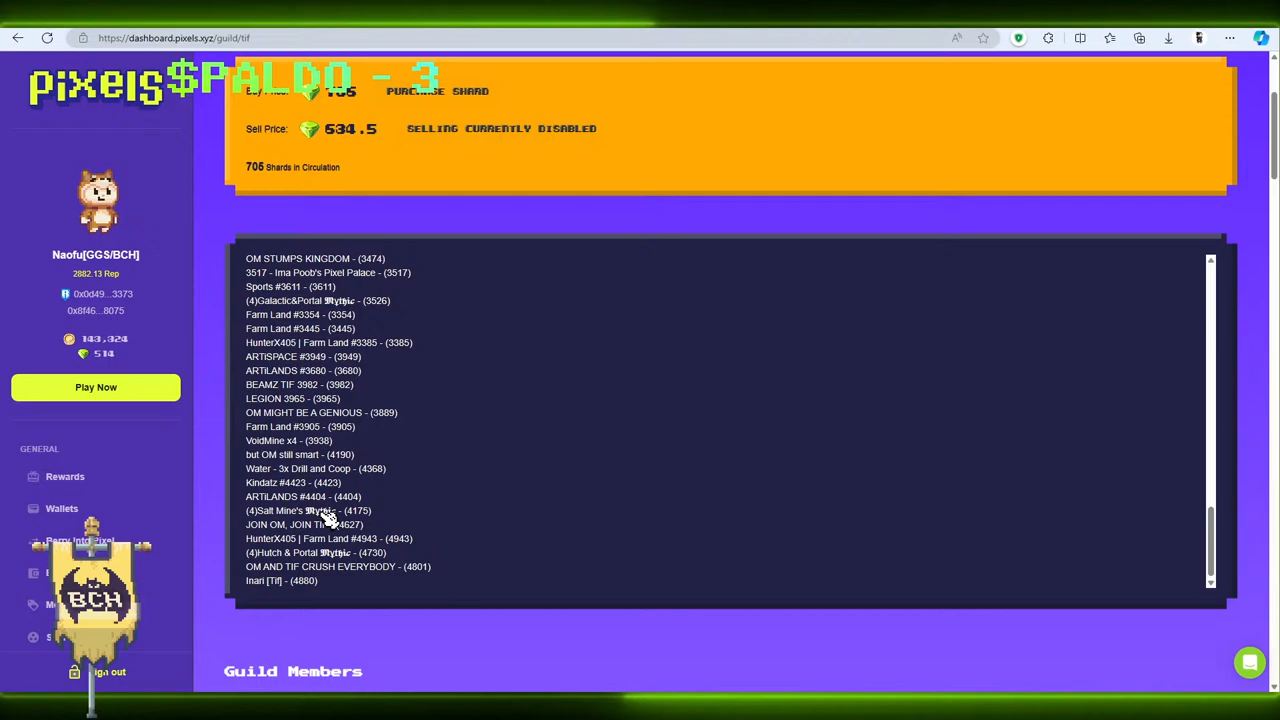 https://dashboard.pixels.xyz/guild/tif
pixels
$PALDO - 3
Buy Price:
PURCHASE SHARD
Sell Price: 634.5 SELLING CURRENTLY DISABLED
705 Shards in Circulation
Naofu[GGS/BCH]
2882.13 Rep
0x0d49...3373
0x8f46...8075
143,324
514
Play Now
GENERAL
Rewards
Wallets
BCH
OM STUMPS KINGDOM - (3474)
3517 - Ima Poob's Pixel Palace - (3517)
Sports #3611 - (3611)
(4)Galactic&Portal 𝕸𝖞𝖙𝖍𝖎𝖈 - (3526)
Farm Land #3354 - (3354)
Farm Land #3445 - (3445)
HunterX405 | Farm Land #3385 - (3385)
ARTiSPACE #3949 - (3949)
ARTiLANDS #3680 - (3680)
BEAMZ TIF 3982 - (3982)
LEGION 3965 - (3965)
OM MIGHT BE A GENIOUS - (3889)
Farm Land #3905 - (3905)
VoidMine x4 - (3938)
but OM still smart - (4190)
Water - 3x Drill and Coop - (4368)
Kindatz #4423 - (4423)
ARTiLANDS #4404 - (4404)
(4)Salt Mine's 𝕸𝖞𝖙𝖍𝖎𝖈 - (4175)
JOIN OM, JOIN 4627)
HunterX405 | Farm Land #4943 - (4943)
(4)Hutch & Portal 𝕸𝖞𝖙𝖍𝖎𝖈 - (4730)
OM AND TIF CRUSH EVERYBODY - (4801)
Inari [Tif] - (4880)
Guild Members